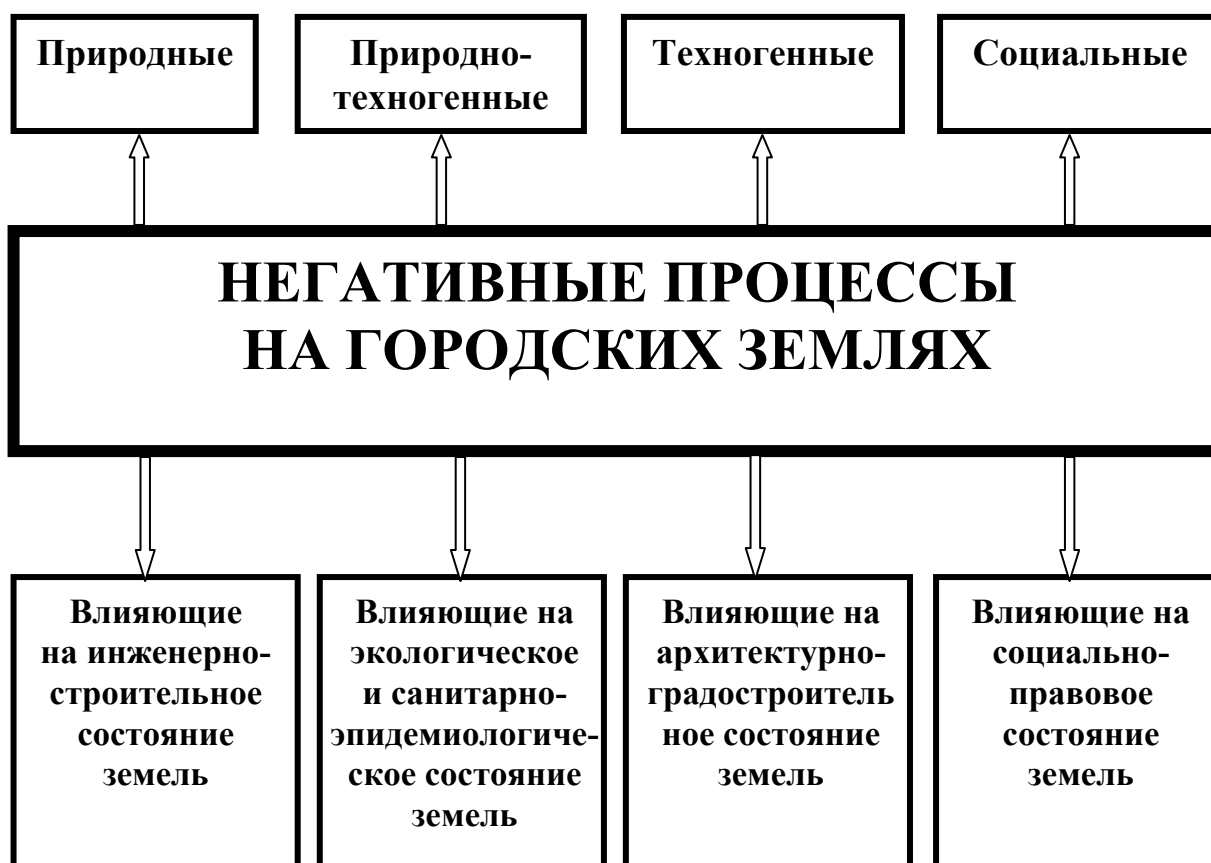 Природные
Природно-
техногенные
Техногенные
Социальные
НЕГАТИВНЫЕ ПРОЦЕССЫ
НА ГОРОДСКИХ ЗЕМЛЯХ
Влияющие
на инженерно-
строительное
состояние
земель
Влияющие на
экологическое
и санитарно-
эпидемиологиче-
ское состояние
земель
Влияющие на
архитектурно-
градостроитель
ное состояние
земель
Влияющие на
социально-
правовое
состояние
земель